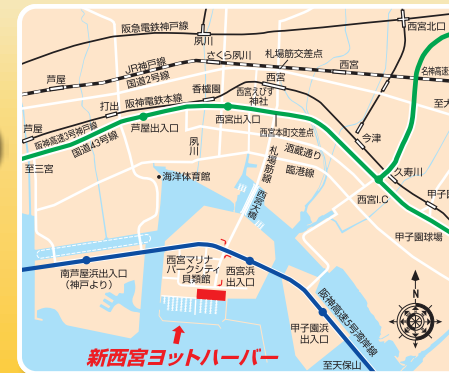 阪急電鉄神戸線
夙川
西宮北口
さくら夙川
札場筋交差点
JR神戸線
国道2号線
芦屋
西宮
名神高速
香櫨園
西宮
打出
阪神電鉄本線
西宮えびす
神社
芦屋
阪神高速3号神戸線
国道43号線
芦屋出入口
西宮出入口
西宮本町交差点
今津
至三宮
夙川
札場筋線
酒蔵通り
臨港線
久寿川
海洋体育館
西宮大橋
西宮I.C
甲子園
甲子園球場
南芦屋浜出入口
(神戸より)
西宮マリナ
パークシティ
貝類館
西宮浜
出入口
N
阪神高速5号湾岸線
甲子園浜
出入口
至天保山
新西宮ヨットハーバー